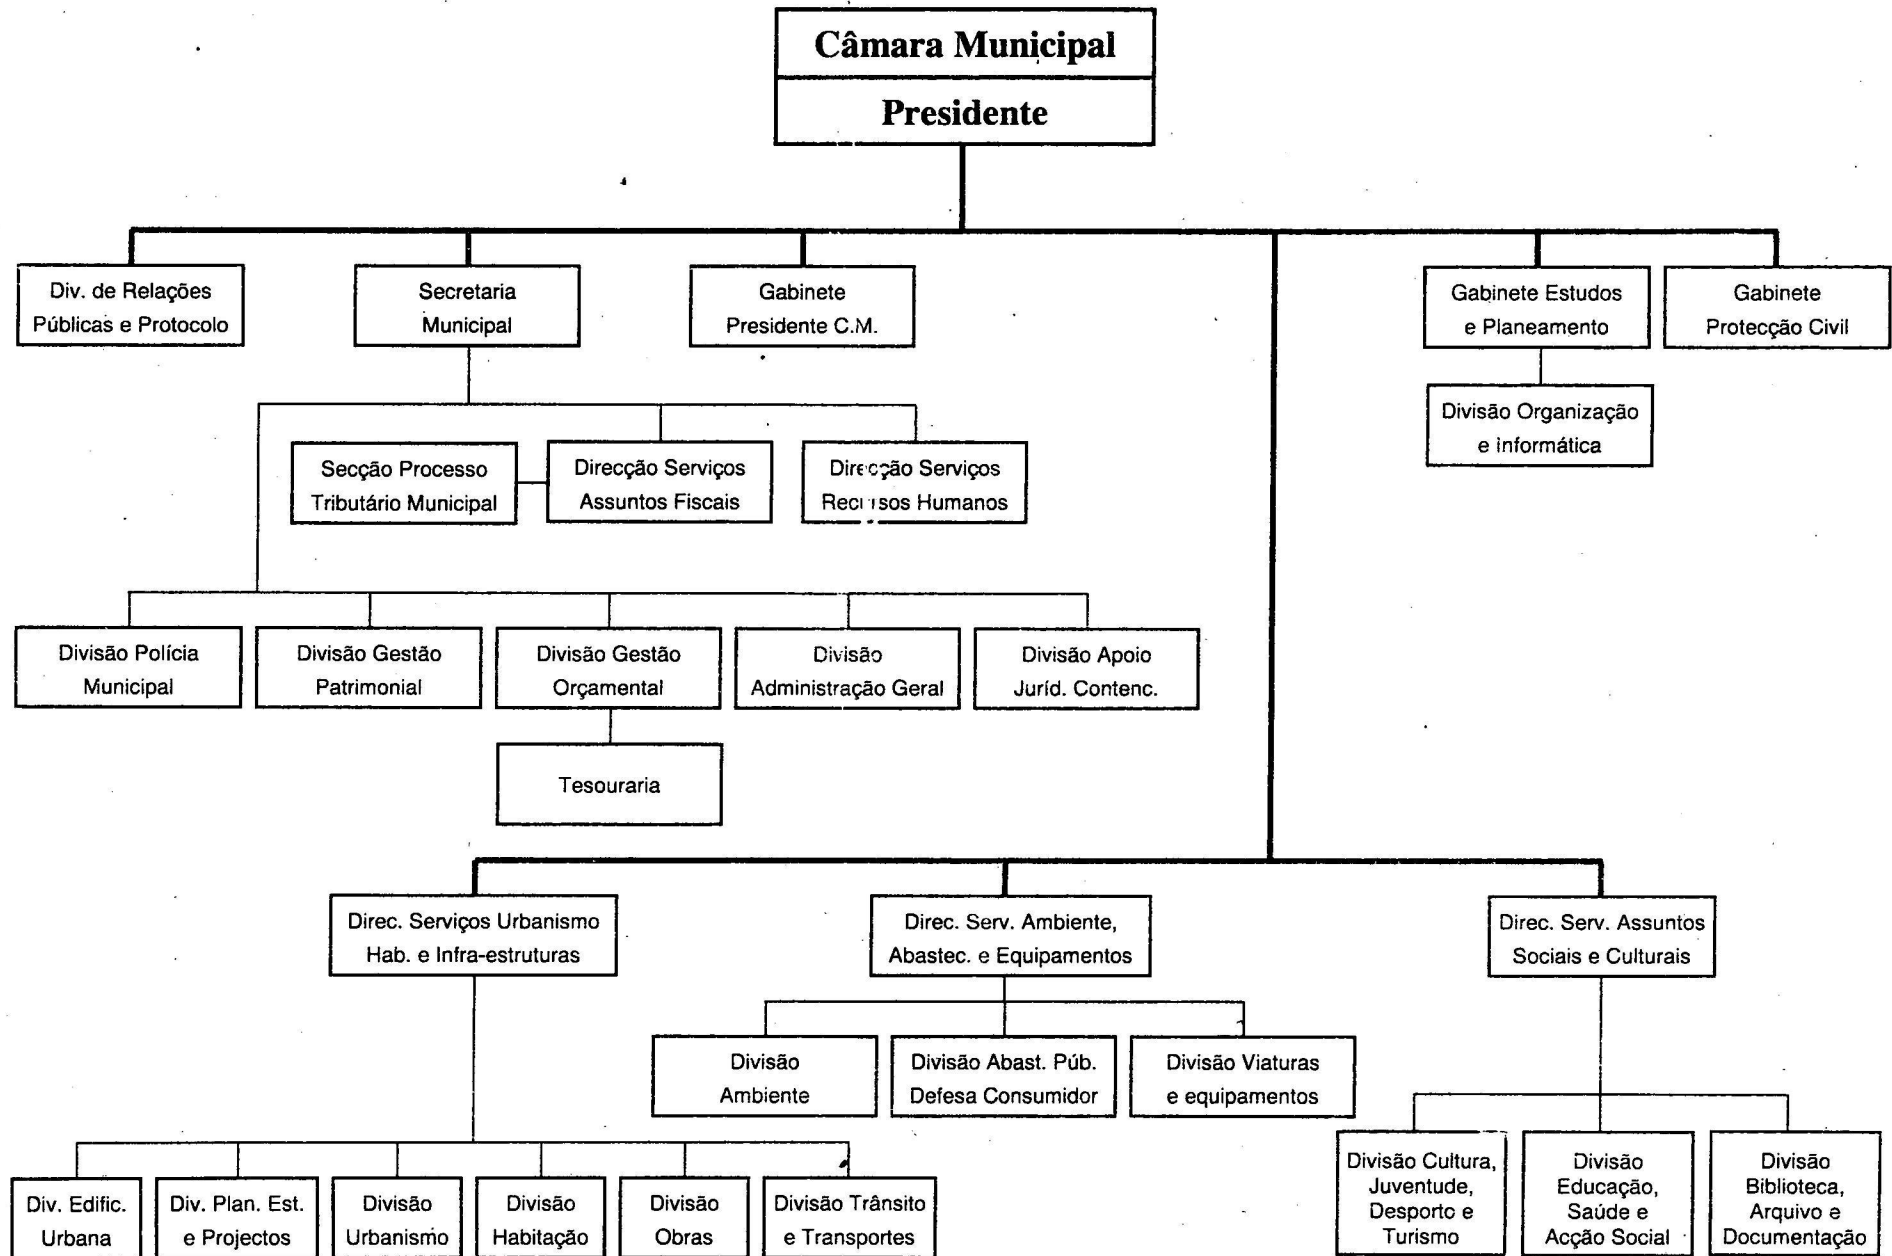 Câmara Municipal
Presidente
Div. de Relações
Públicas e Protocolo
Secretaria
Municipal
Gabinete
Presidente C.M.
Gabinete Estudos
e Planeamento
Gabinete
Protecção Civil
Divisão Organização
e Informática
Secção Processo
Tributário Municipal
Direcção Serviços
Assuntos Fiscais
Direcção Serviços
Recursos Humanos
Divisão Polícia
Municipal
Divisão Gestão
Patrimonial
Divisão Gestão
Orçamental
Divisão
Administração Geral
Divisão Apoio
Juríd. Contenc.
Tesouraria
Direc. Serviços Urbanismo
Hab. e Infra-estruturas
Direc. Serv. Ambiente,
Abastec. e Equipamentos
Direc. Serv. Assuntos
Sociais e Culturais
Divisão
Ambiente
Divisão Abast. Púb.
Defesa Consumidor
Divisão Viaturas
e equipamentos
Div. Edific.
Urbana
Div. Plan. Est.
e Projectos
Divisão
Urbanismo
Divisão
Habitação
Divisão
Obras
Divisão Trânsito
e Transportes
Divisão Cultura,
Juventude,
Desporto e
Turismo
Divisão
Educação,
Saúde e
Acção Social
Divisão
Biblioteca,
Arquivo e
Documentação